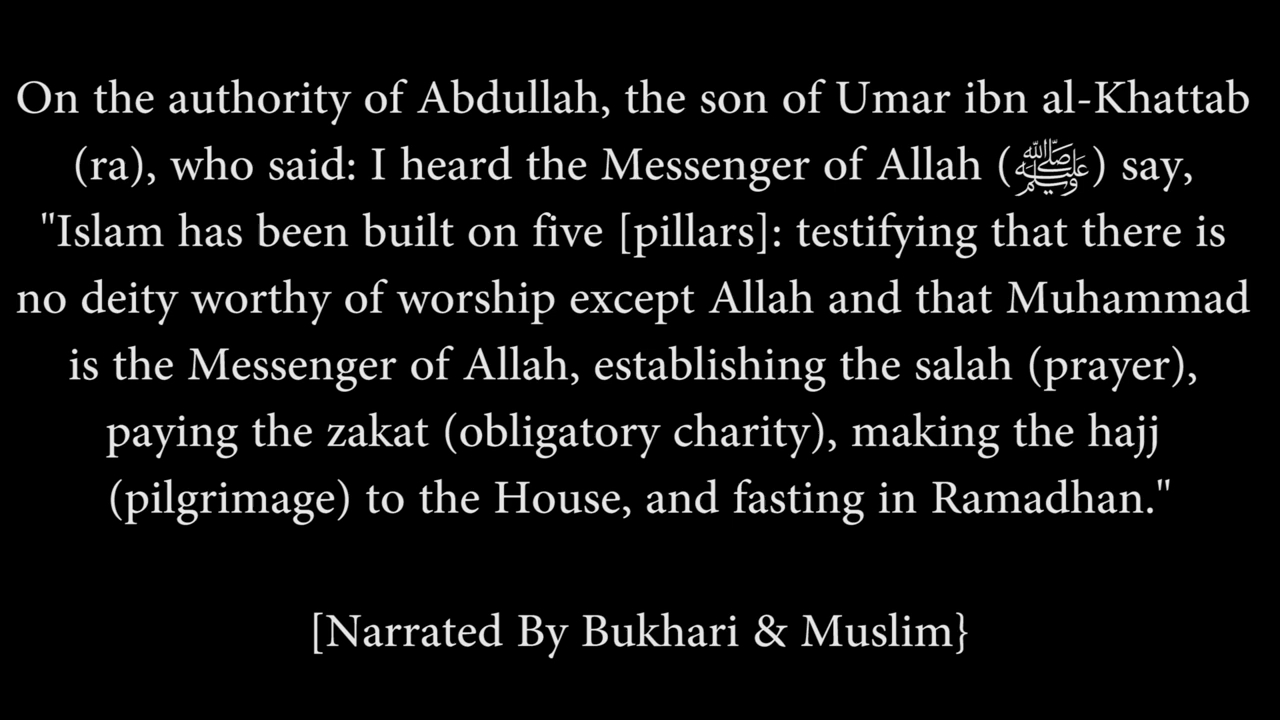 On the authority of Abdullah, the son of Umar ibn al-Khattab
(ra), who said: I heard the Messenger of Allah (ﷺ) say,
"Islam has been built on five [pillars]: testifying that there is
no deity worthy of worship except Allah and that Muhammad
is the Messenger of Allah, establishing the salah (prayer),
paying the zakat (obligatory charity), making the hajj
(pilgrimage) to the House, and fasting in Ramadhan."
[Narrated By Bukhari & Muslim}